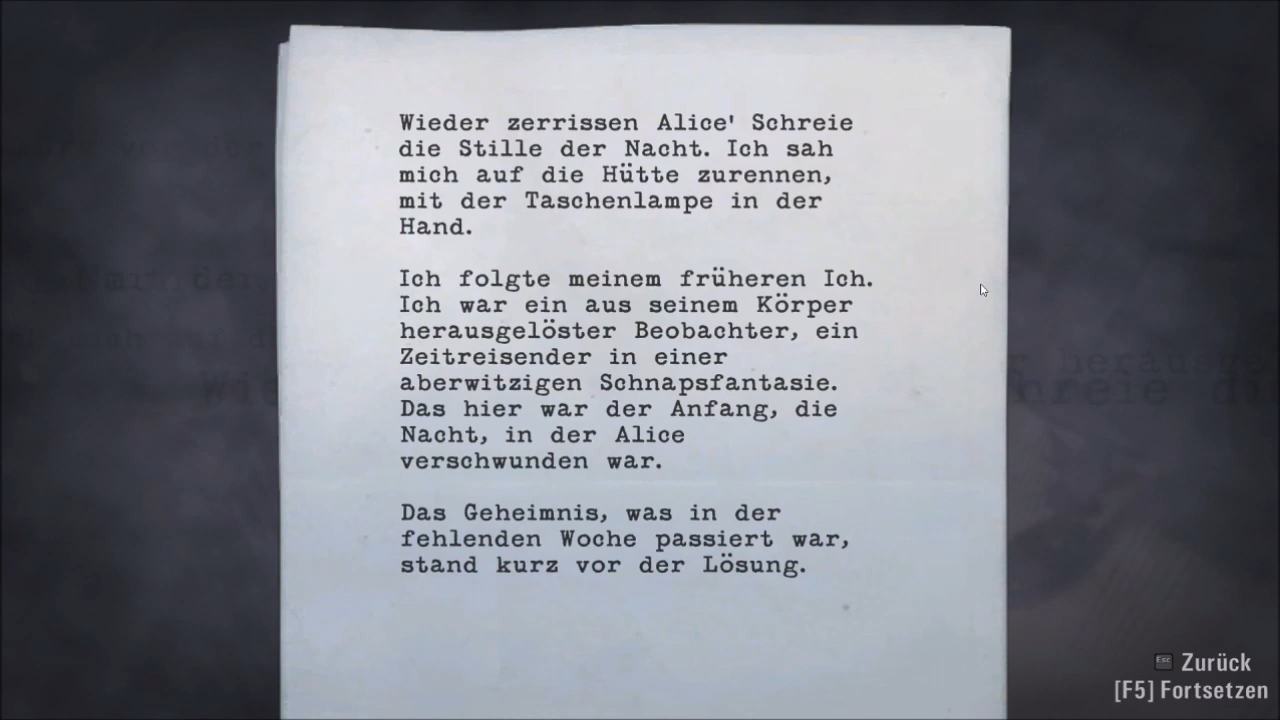 Wieder zerrissen Alice' Schreie
die Stille der Nacht. Ich sah
mich auf die Hütte zurennen,
mit der Taschenlampe in der
Hand.
Ich folgte meinem früheren Ich.
Ich war ein aus seinem Körper
herausgelöster Beobachter, ein
Zeitreisender in einer
aberwitzigen Schnapsfantasie.
Das hier war der Anfang, die
Nacht, in der Alice
verschwunden war.
Das Geheimnis, was in der
fehlenden Woche passiert war,
stand kurz vor der Lösung.
Esc Zurück
[F5] Fortsetzen